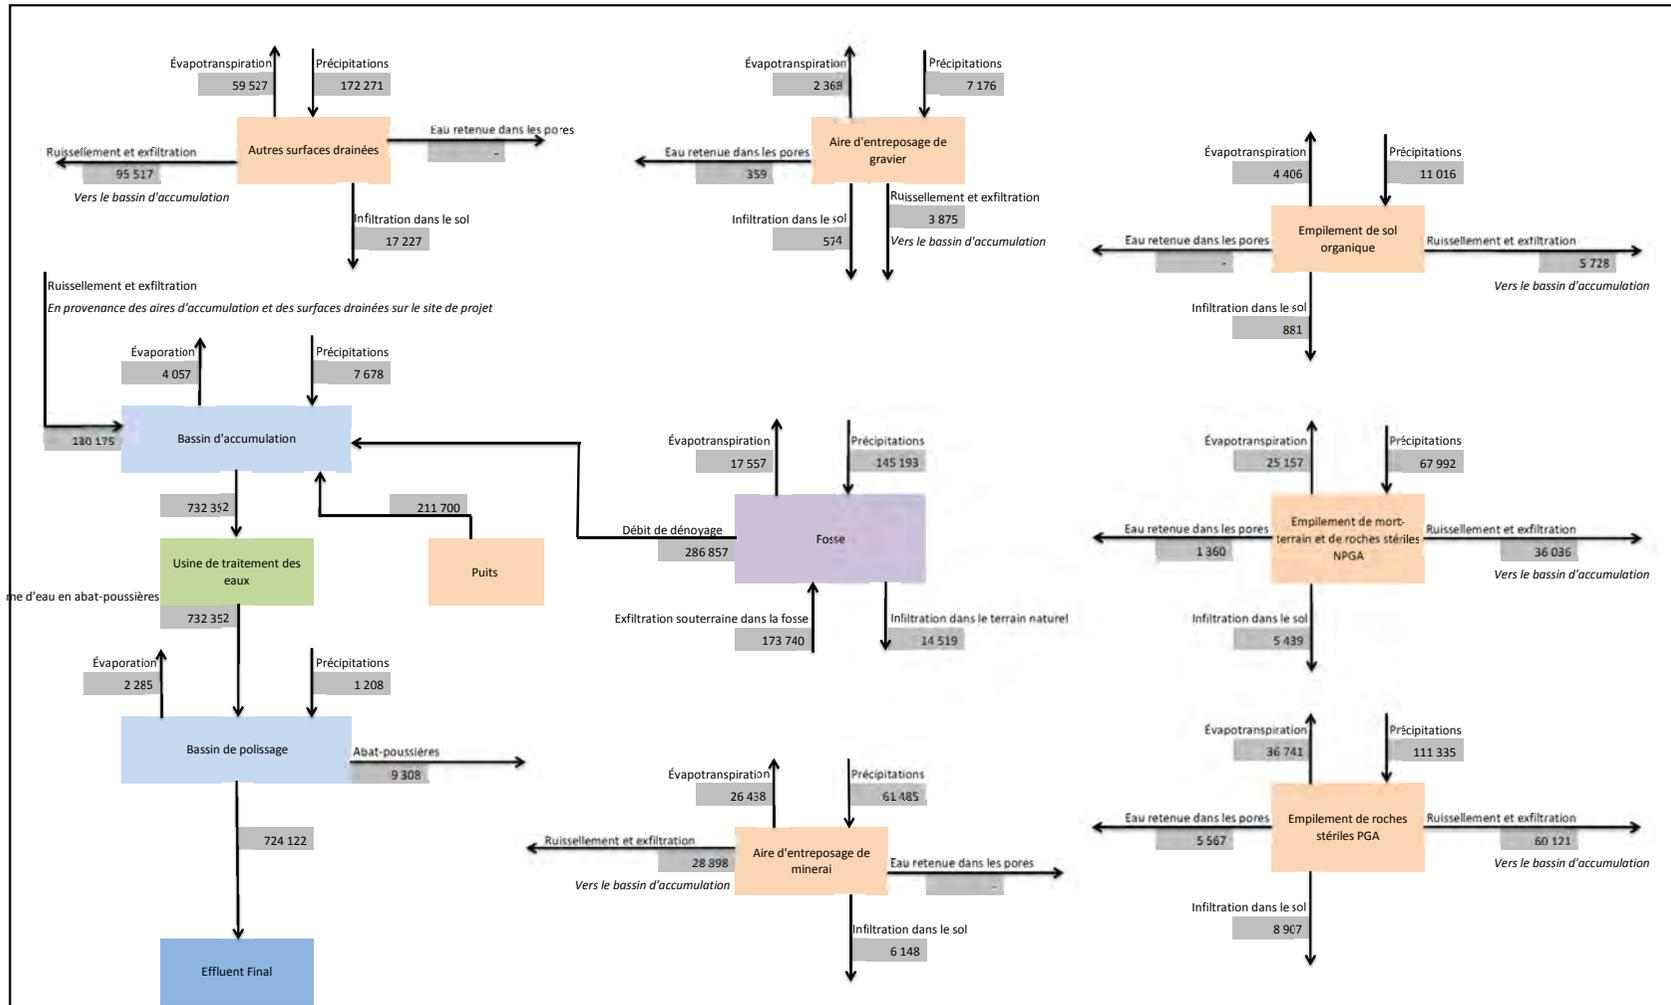 Évapotranspiration
59 527
Précipitations
172 271
Autres surfaces drainées
Eau retenue dans les pores
-
Ruissellement et exfiltration
95 517
Vers le bassin d'accumulation
Infiltration dans le sol
17 227
Évapotranspiration
2 368
Précipitations
7 176
Aire d'entreposage de
gravier
Eau retenue dans les pores
359
Infiltration dans le sol
574
Ruissellement et exfiltration
3 875
Vers le bassin d'accumulation
Évapotranspiration
4 406
Précipitations
11 016
Empilement de sol
organique
Eau retenue dans les pores
-
Ruissellement et exfiltration
5 728
Vers le bassin d'accumulation
Infiltration dans le sol
881
Ruissellement et exfiltration
En provenance des aires d'accumulation et des surfaces drainées sur le site de projet
Évaporation
4 057
Précipitations
7 678
130 175
Bassin d'accumulation
732 352
211 700
Usine de traitement des
eaux
Puits
me d'eau en abat-poussières
732 352
Évaporation
2 285
Précipitations
1 208
Bassin de polissage
Abat-poussières
9 308
724 122
Effluent Final
Évapotranspiration
17 557
Précipitations
145 193
Débit de dénoyage
286 857
Fosse
Exfiltration souterraine dans la fosse
173 740
Infiltration dans le terrain naturel
14 519
Évapotranspiration
26 438
Précipitations
61 485
Ruissellement et exfiltration
28 898
Vers le bassin d'accumulation
Aire d'entreposage de
minerai
Eau retenue dans les pores
-
Infiltration dans le sol
6 148
Évapotranspiration
25 157
Précipitations
67 992
Eau retenue dans les pores
1 360
Empilement de mort-
terrain et de roches stériles
NPGA
Ruissellement et exfiltration
36 036
Vers le bassin d'accumulation
Infiltration dans le sol
5 439
Évapotranspiration
36 741
Précipitations
111 335
Eau retenue dans les pores
5 567
Empilement de roches
stériles PGA
Ruissellement et exfiltration
60 121
Vers le bassin d'accumulation
Infiltration dans le sol
8 907